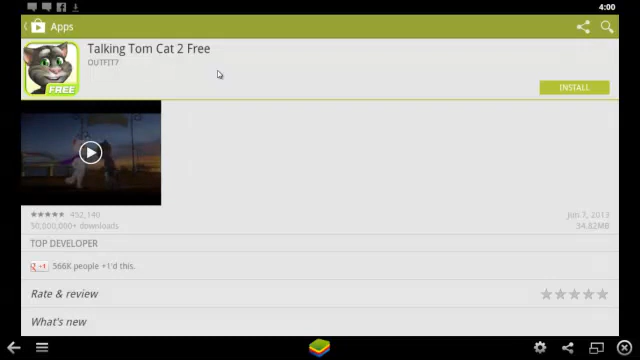 4:00
Apps
Talking Tom Cat 2 Free
OUTFIT7
FREE
INSTALL
452,140
Jun 7, 2013
50,000,000+ downloads
34.82MB
TOP DEVELOPER
+1 566K people +1'd this.
Rate & review
What's new